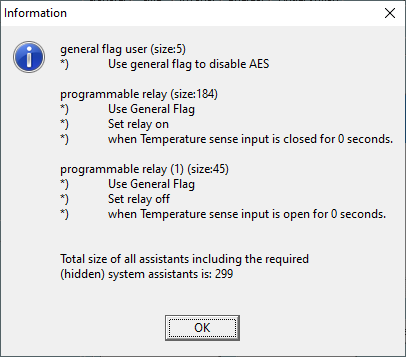 Information
general flag user (size:5)
*) Use general flag to disable AES
programmable relay (size:184)
*) Use General Flag
*) Set relay on
*) when Temperature sense input is closed for 0 seconds.
programmable relay (1) (size:45)
*) Use General Flag
*) Set relay off
*) when Temperature sense input is open for 0 seconds.
Total size of all assistants including the required
(hidden) system assistants is: 299
OK